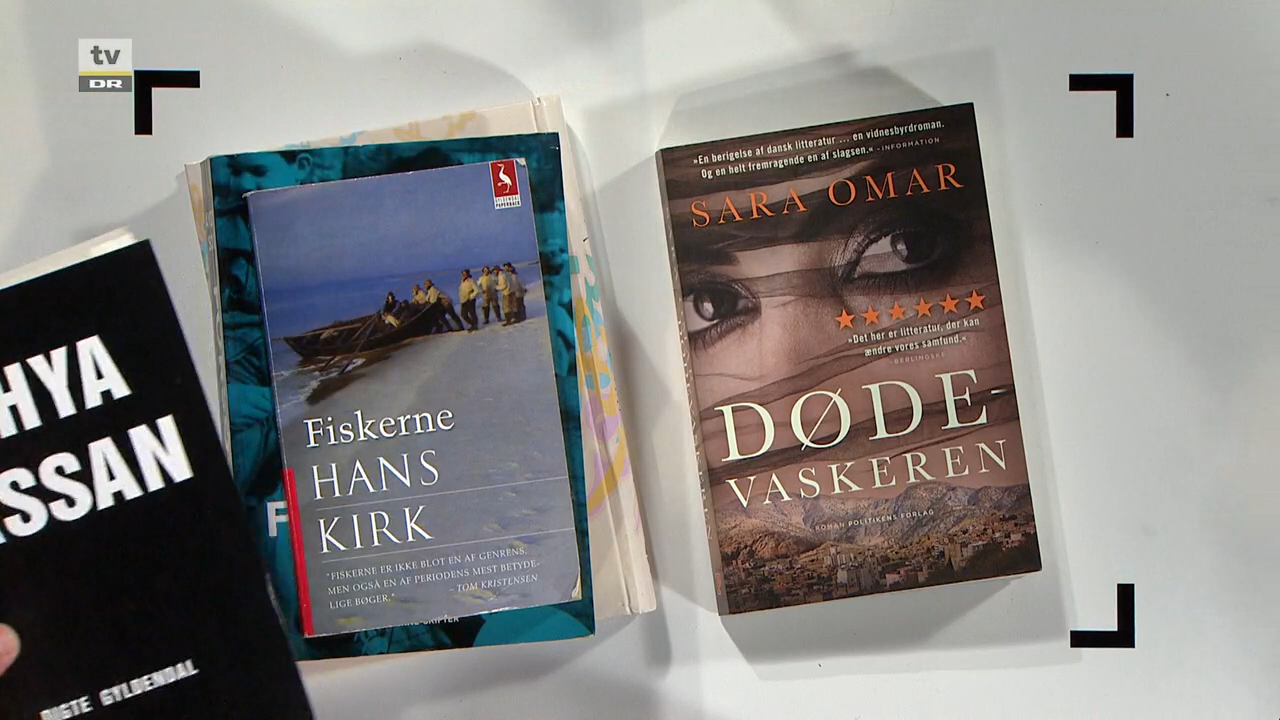 tv
DR
HYA
SSAN
DIGTE GYLDENDAL
GYLDENDAL
PAPERBACK
Fiskerne
HANS
KIRK
"FISKERNE ER IKKE BLOT EN AF GENRENS,
MEN OGSÅ EN AF PERIODENS MEST BETYDE-
LIGE BØGER."
– TOM KRISTENSEN
F
»En berigelse af dansk litteratur ... en vidnesbyrdroman.
Og en helt fremragende en af slagsen.« - INFORMATION
SARA OMAR
»Det her er litteratur, der kan
ændre vores samfund.«
- BERLINGSKE
DØDE-
VASKEREN
ROMAN POLITIKENS FORLAG